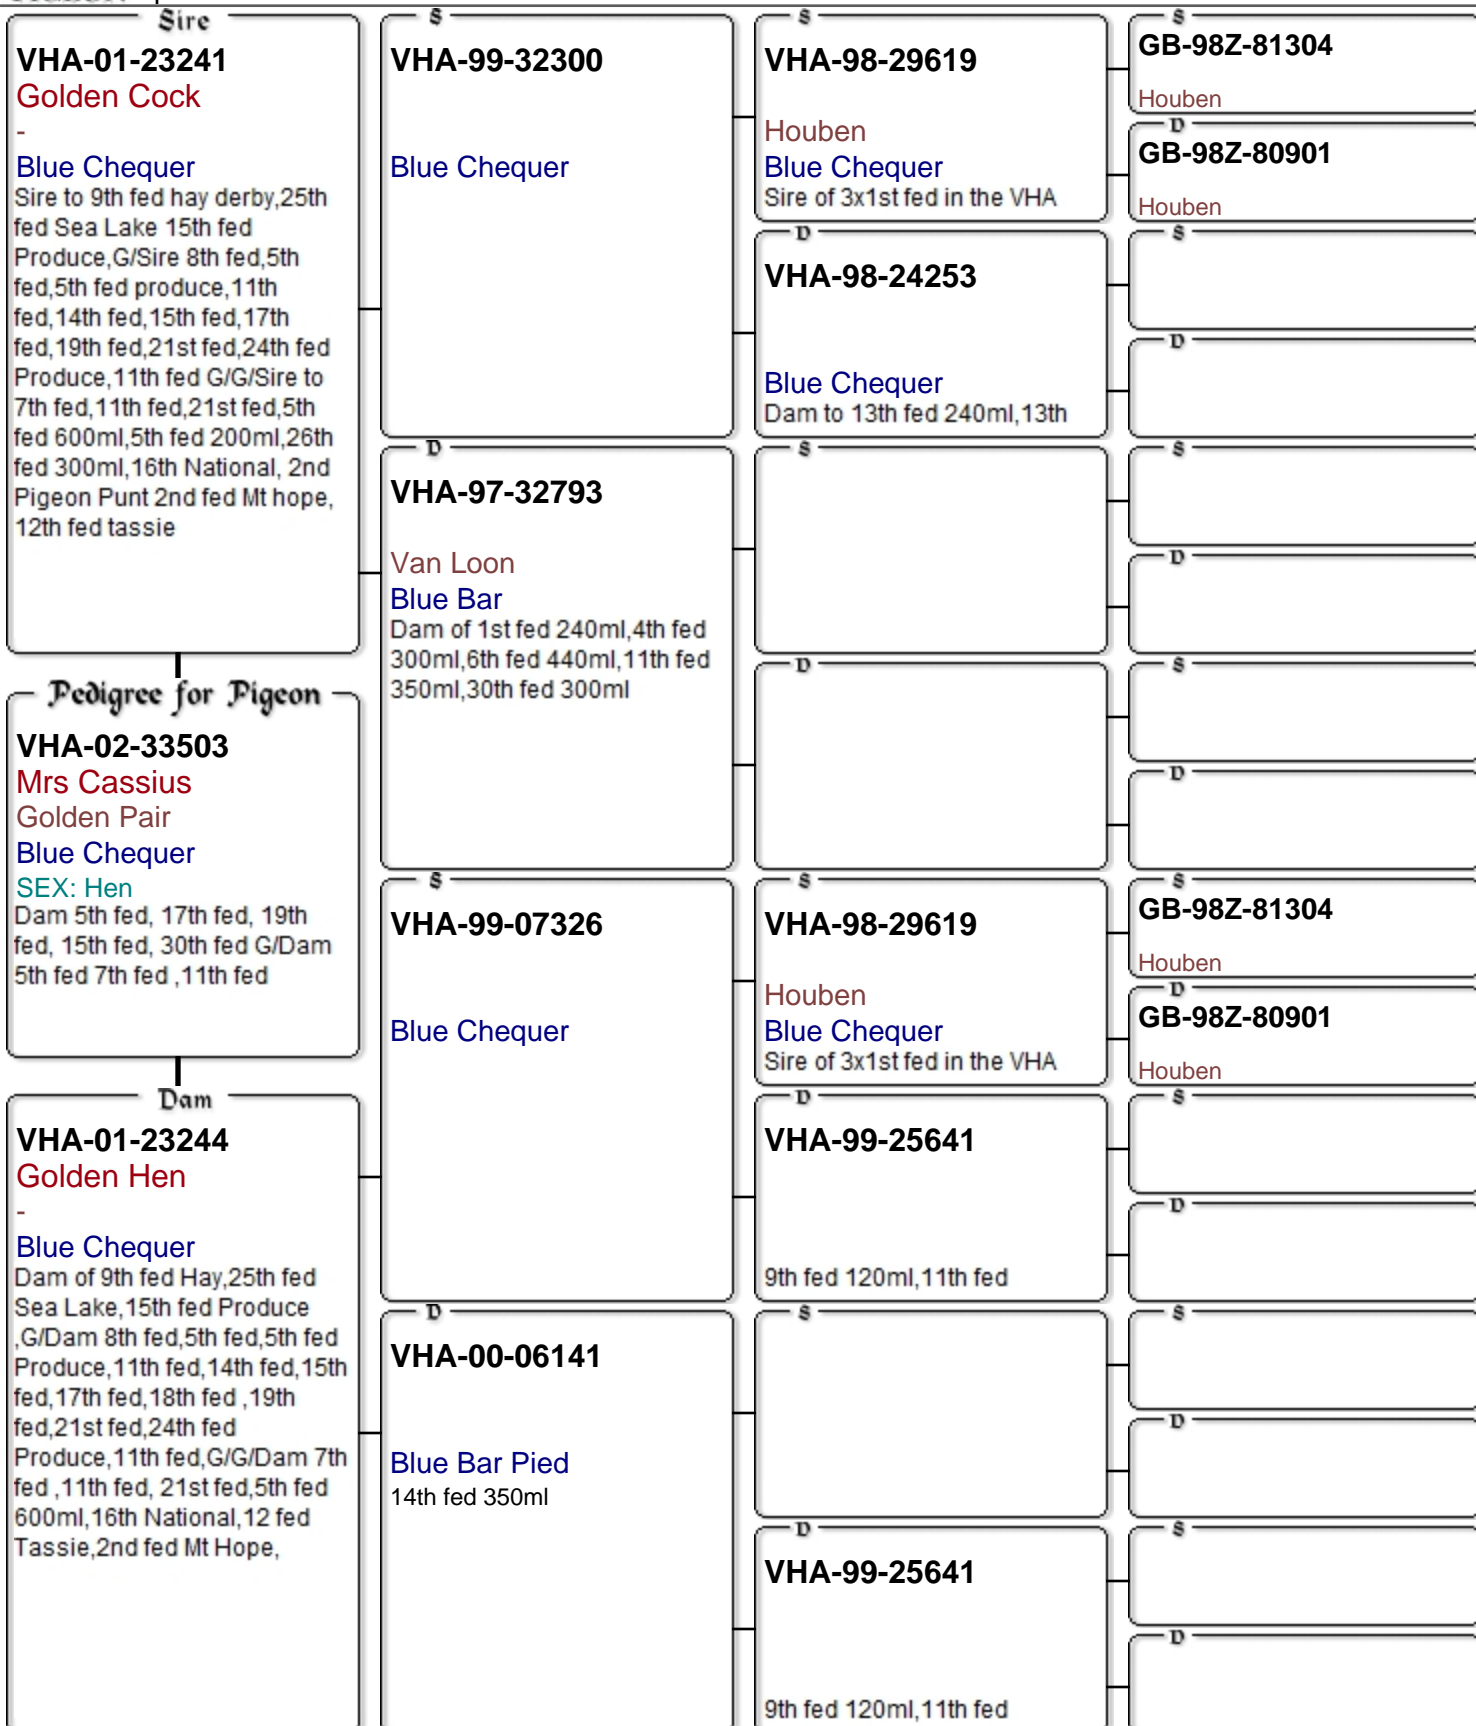 Sire
VHA-01-23241
Golden Cock
-
Blue Chequer
Sire to 9th fed hay derby,25th
fed Sea Lake 15th fed
Produce,G/Sire 8th fed,5th
fed,5th fed produce,11th
fed,14th fed,15th fed,17th
fed,19th fed,21st fed,24th fed
Produce,11th fed G/G/Sire to
7th fed,11th fed,21st fed,5th
fed 600ml,5th fed 200ml,26th
fed 300ml,16th National, 2nd
Pigeon Punt 2nd fed Mt hope,
12th fed tassie
Pedigree for Pigeon
VHA-02-33503
Mrs Cassius
Golden Pair
Blue Chequer
SEX: Hen
Dam 5th fed, 17th fed, 19th
fed, 15th fed, 30th fed G/Dam
5th fed 7th fed ,11th fed
Dam
VHA-01-23244
Golden Hen
-
Blue Chequer
Dam of 9th fed Hay,25th fed
Sea Lake,15th fed Produce
,G/Dam 8th fed,5th fed,5th fed
Produce,11th fed,14th fed,15th
fed,17th fed,18th fed ,19th
fed,21st fed,24th fed
Produce,11th fed,G/G/Dam 7th
fed ,11th fed, 21st fed,5th fed
600ml,16th National,12 fed
Tassie,2nd fed Mt Hope,
S
VHA-99-32300
Blue Chequer
D
VHA-97-32793
Van Loon
Blue Bar
Dam of 1st fed 240ml,4th fed
300ml,6th fed 440ml,11th fed
350ml,30th fed 300ml
S
VHA-99-07326
Blue Chequer
D
VHA-00-06141
Blue Bar Pied
14th fed 350ml
S
VHA-98-29619
Houben
Blue Chequer
Sire of 3x1st fed in the VHA
D
VHA-98-24253
Blue Chequer
Dam to 13th fed 240ml,13th
S
D
S
VHA-98-29619
Houben
Blue Chequer
Sire of 3x1st fed in the VHA
D
VHA-99-25641
9th fed 120ml,11th fed
S
D
VHA-99-25641
9th fed 120ml,11th fed
S
GB-98Z-81304
Houben
D
GB-98Z-80901
Houben
S
D
S
D
S
D
S
GB-98Z-81304
Houben
D
GB-98Z-80901
Houben
S
D
S
D
S
D